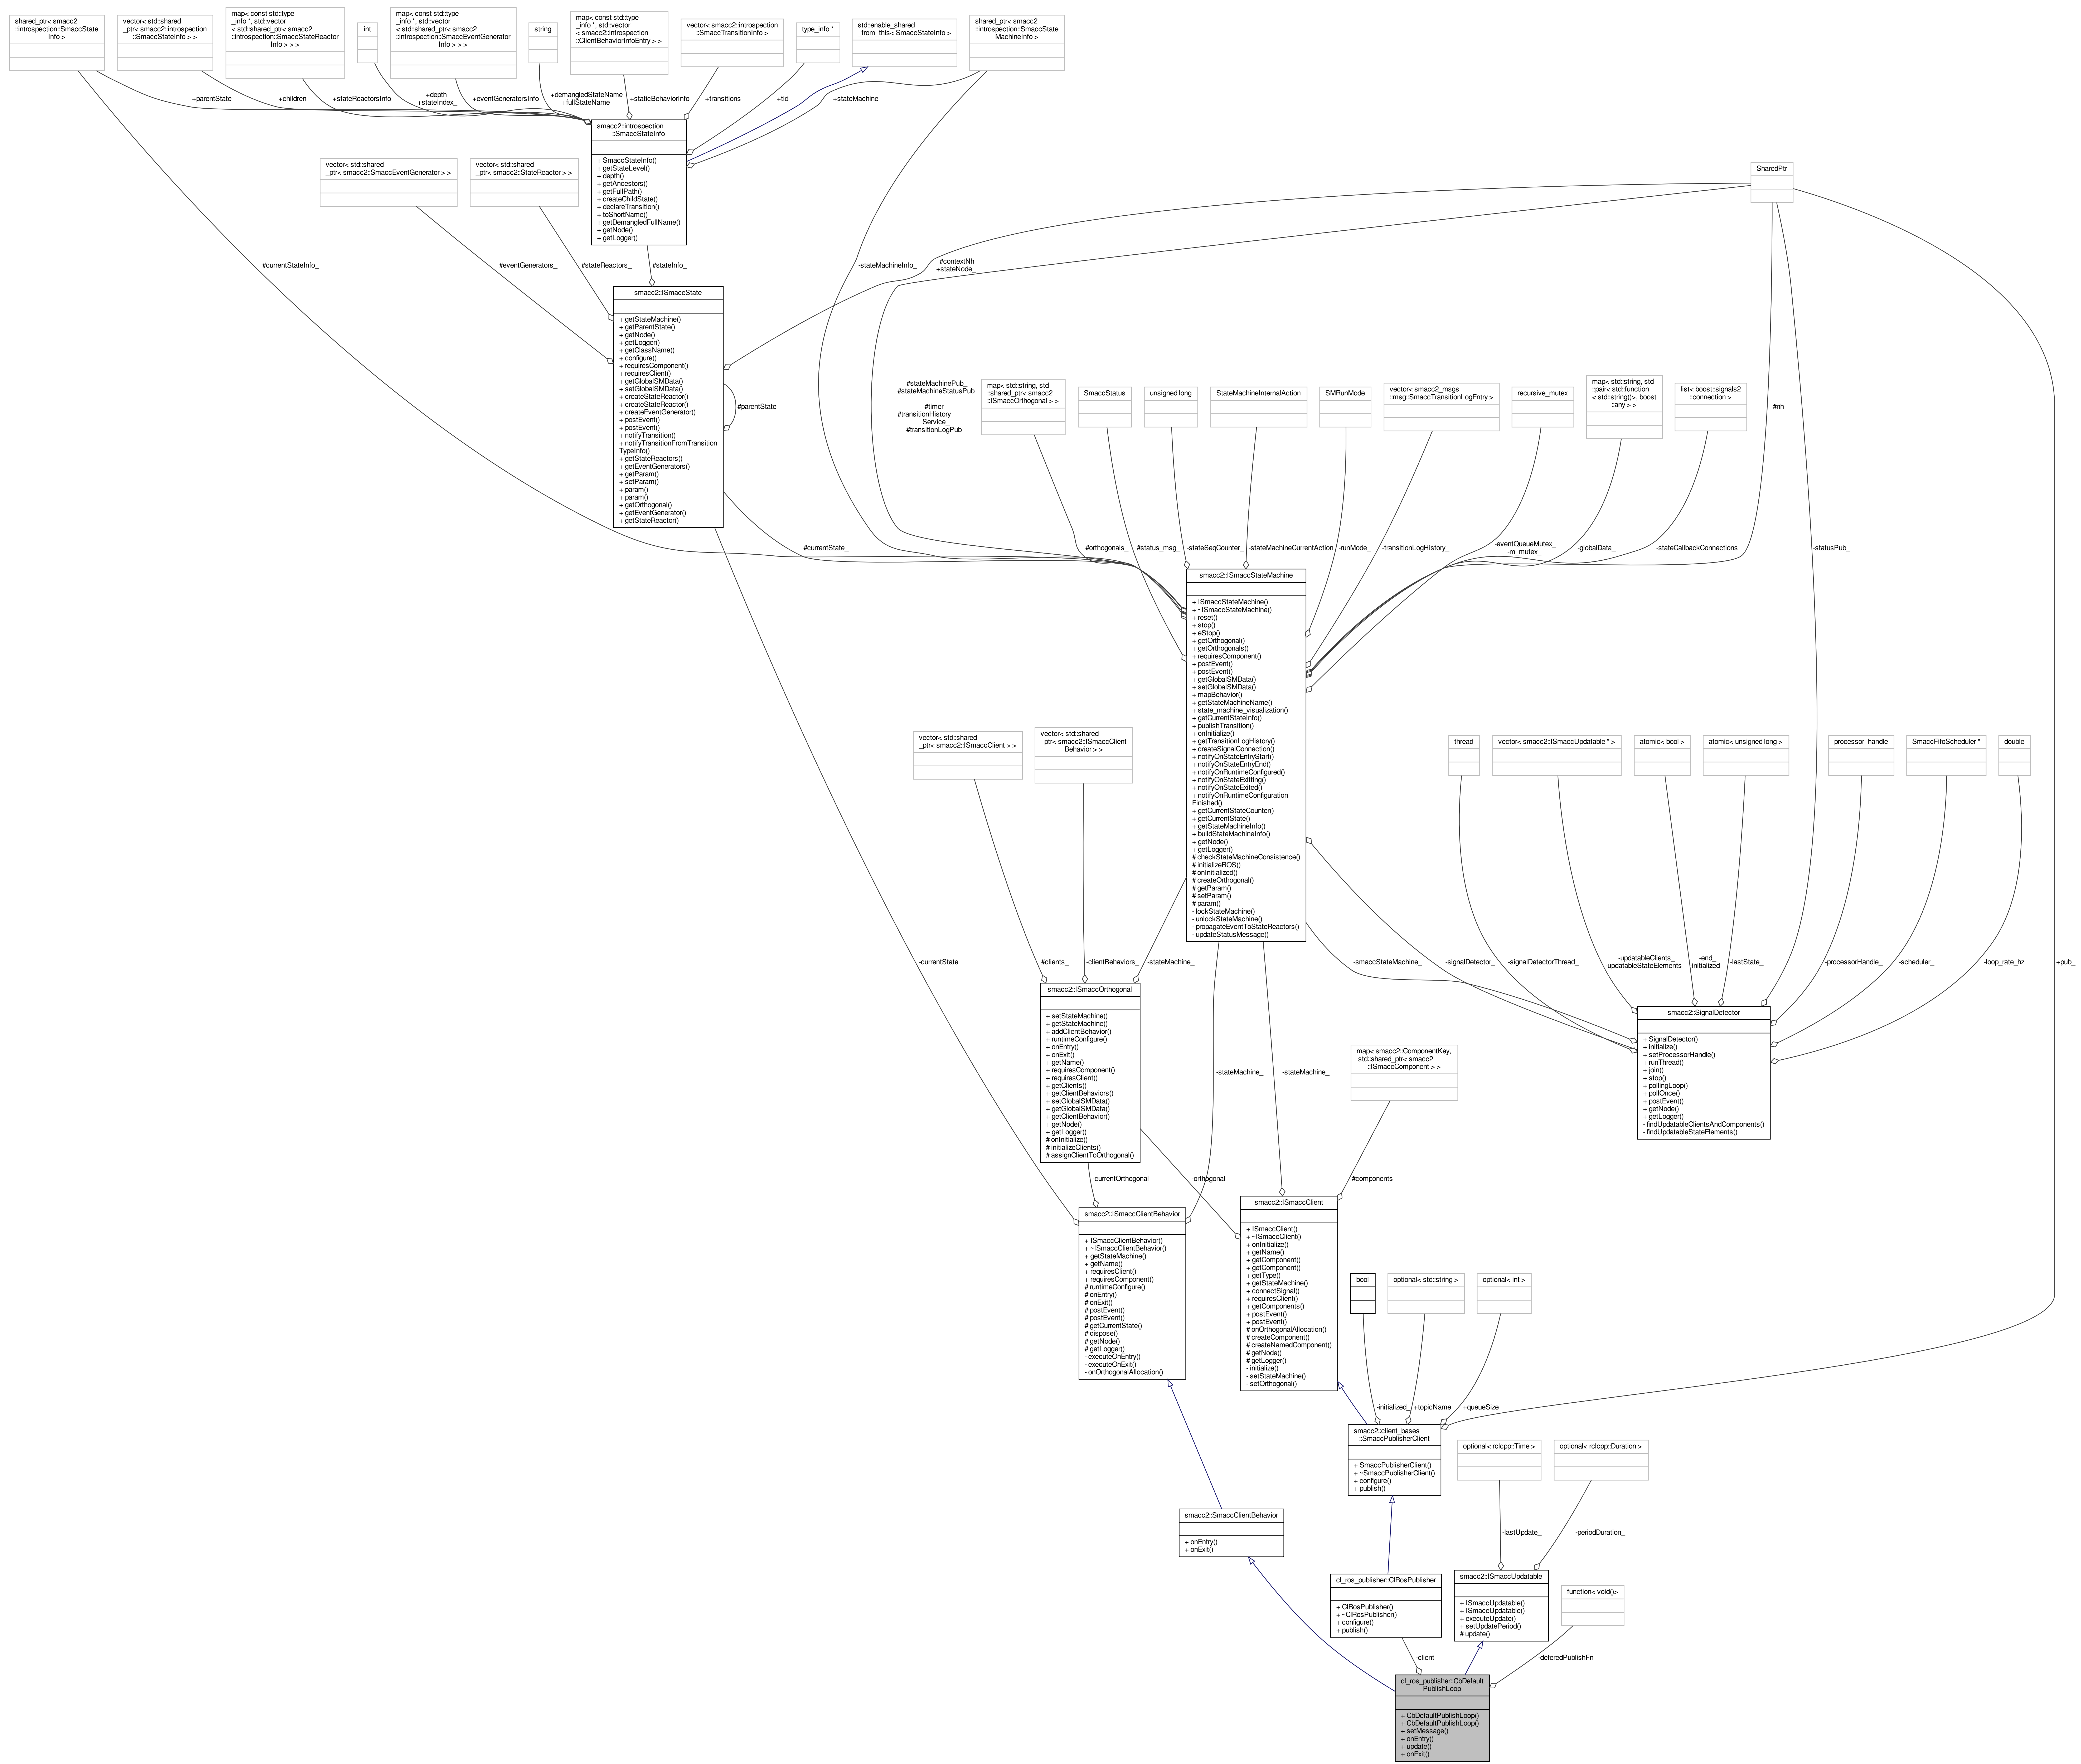 shared_ptr< smacc2
::introspection::SmaccState
Info >
vector< std::shared
_ptr< smacc2::introspection
::SmaccStateInfo > >
map< const std::type
_info *, std::vector
< std::shared_ptr< smacc2
::introspection::SmaccStateReactor
Info > > >
int
map< const std::type
_info *, std::vector
< std::shared_ptr< smacc2
::introspection::SmaccEventGenerator
Info > > >
string
map< const std::type
_info *, std::vector
< smacc2::introspection
::ClientBehaviorInfoEntry > >
vector< smacc2::introspection
::SmaccTransitionInfo >
type_info *
std::enable_shared
_from_this< SmaccStateInfo >
shared_ptr< smacc2
::introspection::SmaccState
MachineInfo >
+parentState_
+children_
+stateReactorsInfo
+depth_
+stateIndex_
+eventGeneratorsInfo
+demangledStateName
+fullStateName
+staticBehaviorInfo
+transitions_
+tid_
+stateMachine_
smacc2::introspection
::SmaccStateInfo
+ SmaccStateInfo()
+ getStateLevel()
+ depth()
+ getAncestors()
+ getFullPath()
+ createChildState()
+ declareTransition()
+ toShortName()
+ getDemangledFullName()
+ getNode()
+ getLogger()
vector< std::shared
_ptr< smacc2::SmaccEventGenerator > >
vector< std::shared
_ptr< smacc2::StateReactor > >
SharedPtr
#currentStateInfo_
#eventGenerators_
#stateReactors_
#stateInfo_
-stateMachineInfo_
#contextNh
+stateNode_
smacc2::ISmaccState
+ getStateMachine()
+ getParentState()
+ getNode()
+ getLogger()
+ getClassName()
+ configure()
+ requiresComponent()
+ requiresClient()
+ getGlobalSMData()
+ setGlobalSMData()
+ createStateReactor()
+ createStateReactor()
+ createEventGenerator()
+ postEvent()
+ postEvent()
+ notifyTransition()
+ notifyTransitionFromTransition
TypeInfo()
+ getStateReactors()
+ getEventGenerators()
+ getParam()
+ setParam()
+ param()
+ param()
+ getOrthogonal()
+ getEventGenerator()
+ getStateReactor()
#parentState_
#stateMachinePub_
#stateMachineStatusPub
_
#timer_
#transitionHistory
Service_
#transitionLogPub_
map< std::string, std
::shared_ptr< smacc2
::ISmaccOrthogonal > >
SmaccStatus
unsigned long
StateMachineInternalAction
SMRunMode
vector< smacc2_msgs
::msg::SmaccTransitionLogEntry >
recursive_mutex
map< std::string, std
::pair< std::function
< std::string()>, boost
::any > >
list< boost::signals2
::connection >
#nh_
#currentState_
#orthogonals_
#status_msg_
-stateSeqCounter_
-stateMachineCurrentAction
-runMode_
-transitionLogHistory_
-eventQueueMutex_
-m_mutex_
-globalData_
-stateCallbackConnections
-statusPub_
smacc2::ISmaccStateMachine
+ ISmaccStateMachine()
+ ~ISmaccStateMachine()
+ reset()
+ stop()
+ eStop()
+ getOrthogonal()
+ getOrthogonals()
+ requiresComponent()
+ postEvent()
+ postEvent()
+ getGlobalSMData()
+ setGlobalSMData()
+ mapBehavior()
+ getStateMachineName()
+ state_machine_visualization()
+ getCurrentStateInfo()
+ publishTransition()
+ onInitialize()
+ getTransitionLogHistory()
+ createSignalConnection()
+ notifyOnStateEntryStart()
+ notifyOnStateEntryEnd()
+ notifyOnRuntimeConfigured()
+ notifyOnStateExitting()
+ notifyOnStateExited()
+ notifyOnRuntimeConfiguration
Finished()
+ getCurrentStateCounter()
+ getCurrentState()
+ getStateMachineInfo()
+ buildStateMachineInfo()
+ getNode()
+ getLogger()
# checkStateMachineConsistence()
# initializeROS()
# onInitialized()
# createOrthogonal()
# getParam()
# setParam()
# param()
- lockStateMachine()
- unlockStateMachine()
- propagateEventToStateReactors()
- updateStatusMessage()
vector< std::shared
_ptr< smacc2::ISmaccClient > >
vector< std::shared
_ptr< smacc2::ISmaccClient
Behavior > >
thread
vector< smacc2::ISmaccUpdatable * >
atomic< bool >
atomic< unsigned long >
processor_handle
SmaccFifoScheduler *
double
-currentState
#clients_
-clientBehaviors_
-stateMachine_
-smaccStateMachine_
-signalDetector_
-signalDetectorThread_
-updatableClients_
-updatableStateElements_
-end_
-initialized_
-lastState_
-processorHandle_
-scheduler_
-loop_rate_hz
+pub_
smacc2::ISmaccOrthogonal
+ setStateMachine()
+ getStateMachine()
+ addClientBehavior()
+ runtimeConfigure()
+ onEntry()
+ onExit()
+ getName()
+ requiresComponent()
+ requiresClient()
+ getClients()
+ getClientBehaviors()
+ setGlobalSMData()
+ getGlobalSMData()
+ getClientBehavior()
+ getNode()
+ getLogger()
# onInitialize()
# initializeClients()
# assignClientToOrthogonal()
smacc2::SignalDetector
+ SignalDetector()
+ initialize()
+ setProcessorHandle()
+ runThread()
+ join()
+ stop()
+ pollingLoop()
+ pollOnce()
+ postEvent()
+ getNode()
+ getLogger()
- findUpdatableClientsAndComponents()
- findUpdatableStateElements()
map< smacc2::ComponentKey,
std::shared_ptr< smacc2
::ISmaccComponent > >
-stateMachine_
-stateMachine_
-currentOrthogonal
-orthogonal_
#components_
smacc2::ISmaccClientBehavior
+ ISmaccClientBehavior()
+ ~ISmaccClientBehavior()
+ getStateMachine()
+ getName()
+ requiresClient()
+ requiresComponent()
# runtimeConfigure()
# onEntry()
# onExit()
# postEvent()
# postEvent()
# getCurrentState()
# dispose()
# getNode()
# getLogger()
- executeOnEntry()
- executeOnExit()
- onOrthogonalAllocation()
smacc2::ISmaccClient
+ ISmaccClient()
+ ~ISmaccClient()
+ onInitialize()
+ getName()
+ getComponent()
+ getComponent()
+ getType()
+ getStateMachine()
+ connectSignal()
+ requiresClient()
+ getComponents()
+ postEvent()
+ postEvent()
# onOrthogonalAllocation()
# createComponent()
# createNamedComponent()
# getNode()
# getLogger()
- initialize()
- setStateMachine()
- setOrthogonal()
bool
optional< std::string >
optional< int >
-initialized_
+topicName
+queueSize
smacc2::client_bases
::SmaccPublisherClient
+ SmaccPublisherClient()
+ ~SmaccPublisherClient()
+ configure()
+ publish()
optional< rclcpp::Time >
optional< rclcpp::Duration >
-lastUpdate_
-periodDuration_
smacc2::SmaccClientBehavior
+ onEntry()
+ onExit()
cl_ros_publisher::ClRosPublisher
+ ClRosPublisher()
+ ~ClRosPublisher()
+ configure()
+ publish()
smacc2::ISmaccUpdatable
+ ISmaccUpdatable()
+ ISmaccUpdatable()
+ executeUpdate()
+ setUpdatePeriod()
# update()
function< void()>
-client_
-deferedPublishFn
cl_ros_publisher::CbDefault
PublishLoop
+ CbDefaultPublishLoop()
+ CbDefaultPublishLoop()
+ setMessage()
+ onEntry()
+ update()
+ onExit()